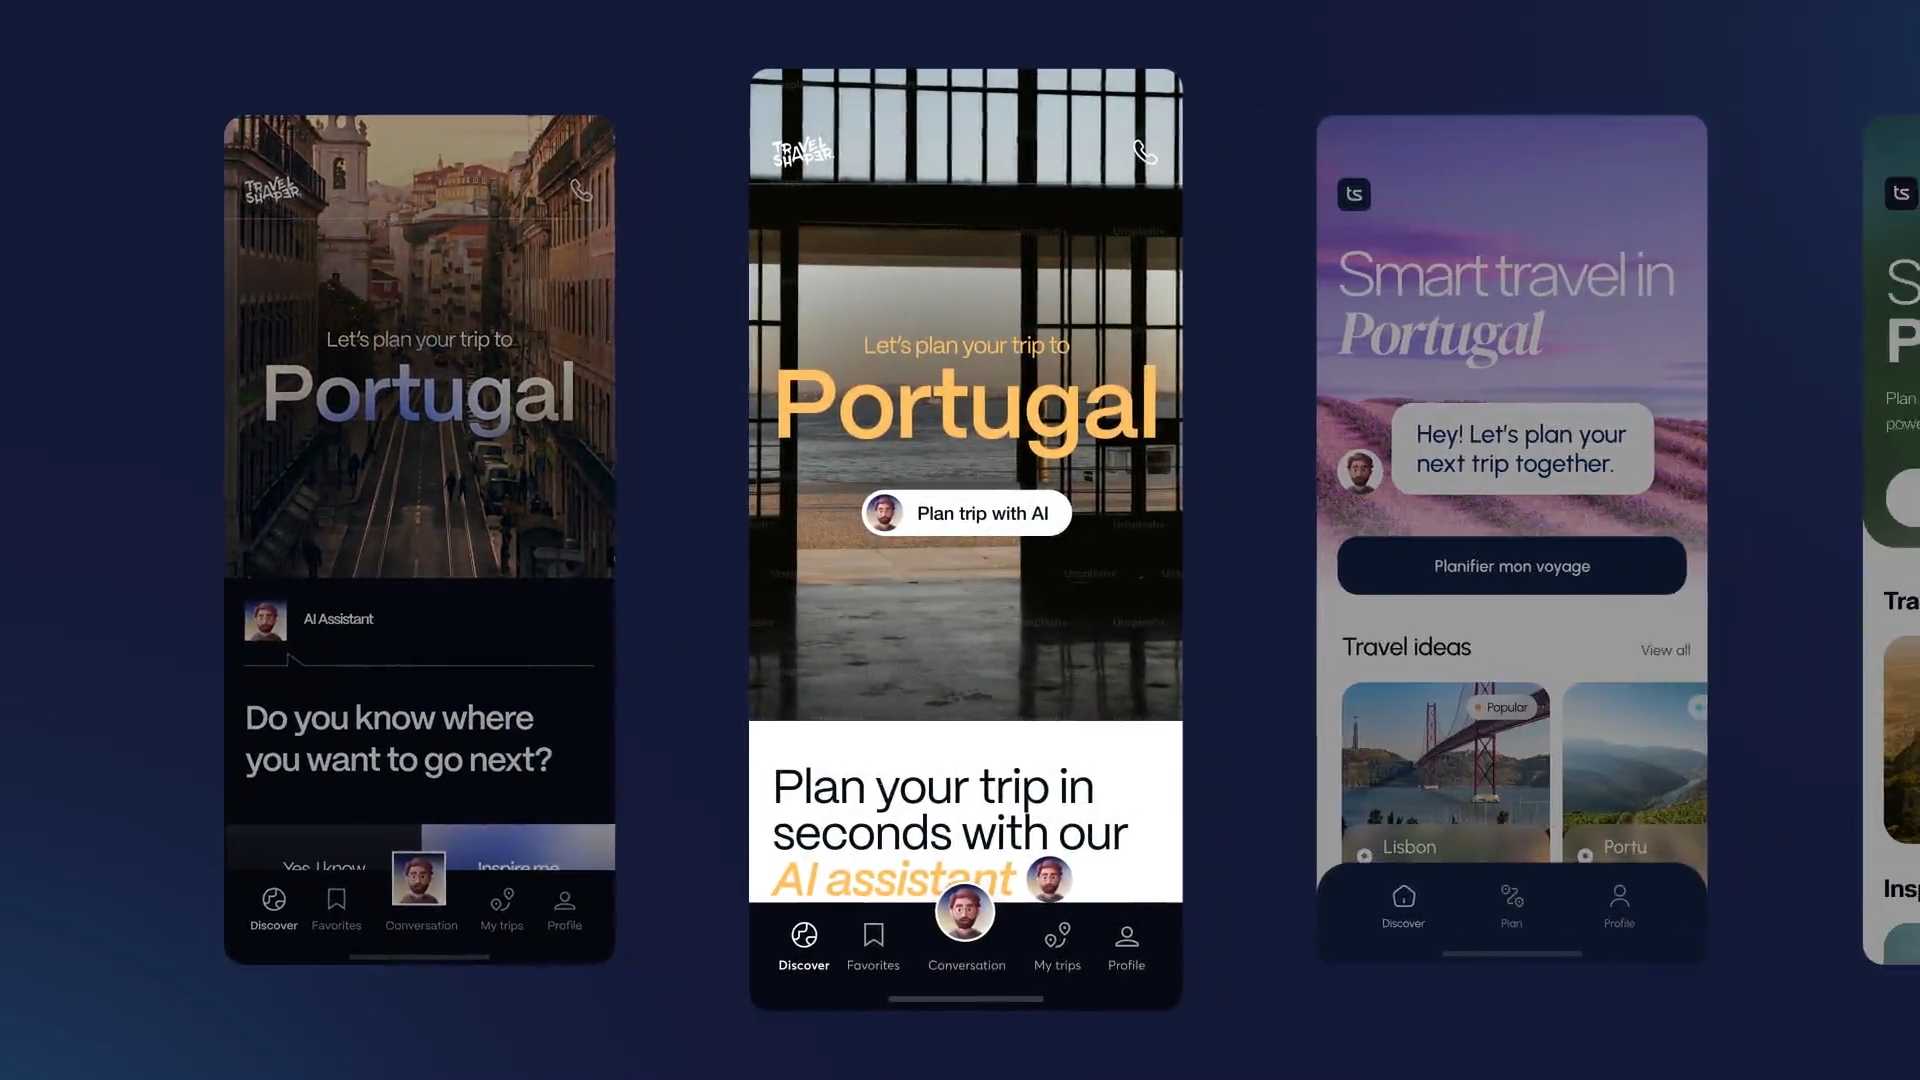 TRAVEL
SHAPER
Let's plan your trip to
Portugal
AI Assistant
Do you know where
you want to go next?
Yes, I know
Inspire me
Discover
Favorites
Conversation
My trips
Profile
TRAVEL
SHAPER
Let's plan your trip to
Portugal
Plan trip with AI
Plan your trip in
seconds with our
AI assistant
Discover
Favorites
Conversation
My trips
Profile
ts
Smart travel in
Portugal
Hey! Let's plan your
next trip together.
Planifier mon voyage
Travel ideas
View all
Popular
Lisbon
Portu
Discover
Plan
Profile
ts
S
P
Plan
powe
Tra
Insp